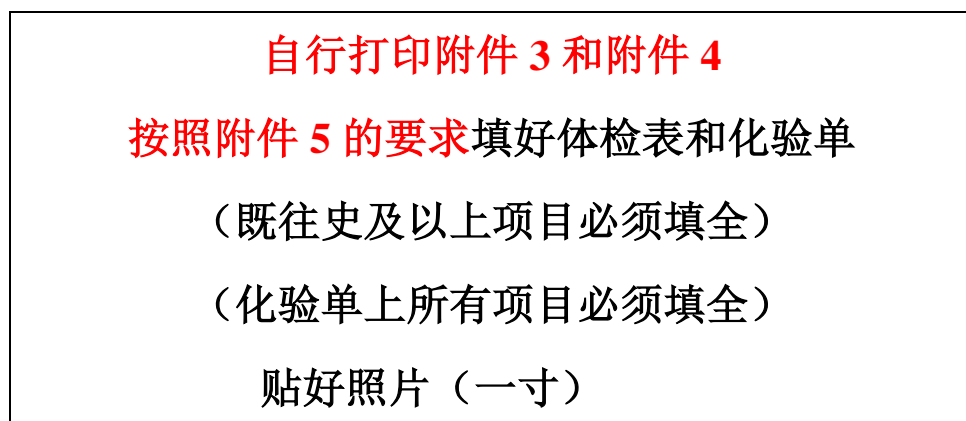 自行打印附件 3 和附件 4
按照附件 5 的要求填好体检表和化验单
（既往史及以上项目必须填全）
（化验单上所有项目必须填全）
贴好照片（一寸）